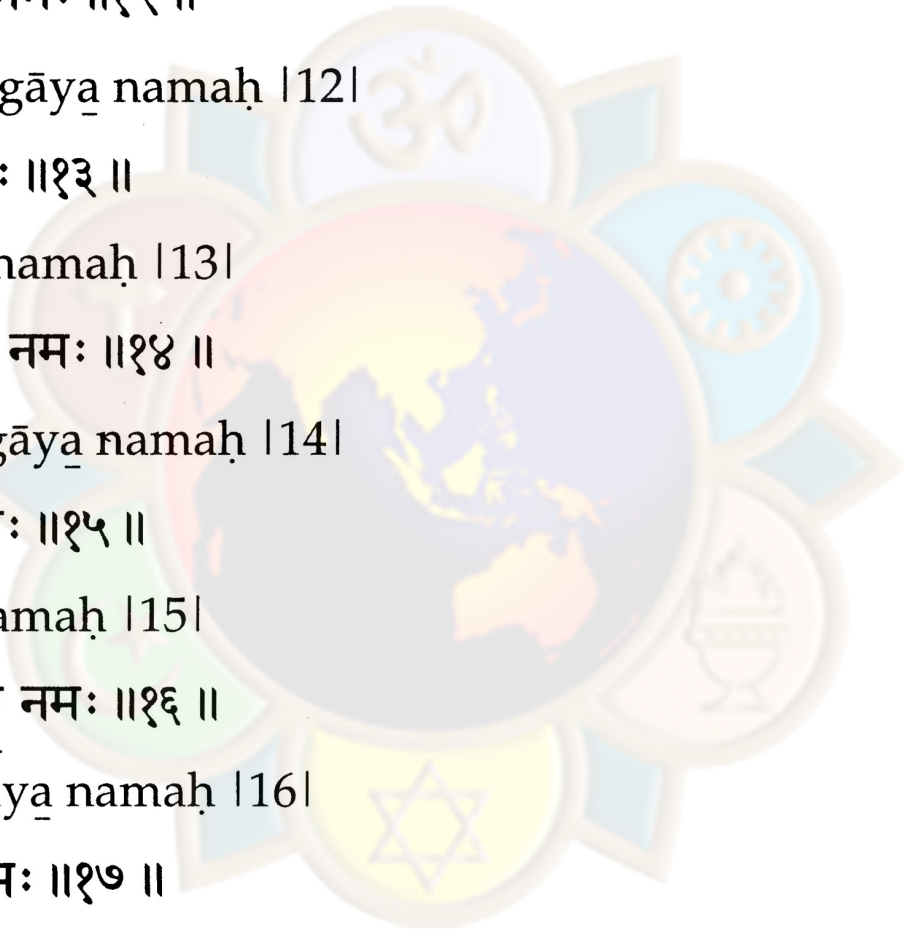 ॥१२॥
gāya̱ namaḥ |12|
॥१३॥
namaḥ |13|
नमः ॥१४॥
gāya̱ namaḥ |14|
॥१५॥
amaḥ |15|
नमः ॥१६॥
ya̱ namaḥ |16|
मः ॥१७॥
ॐ